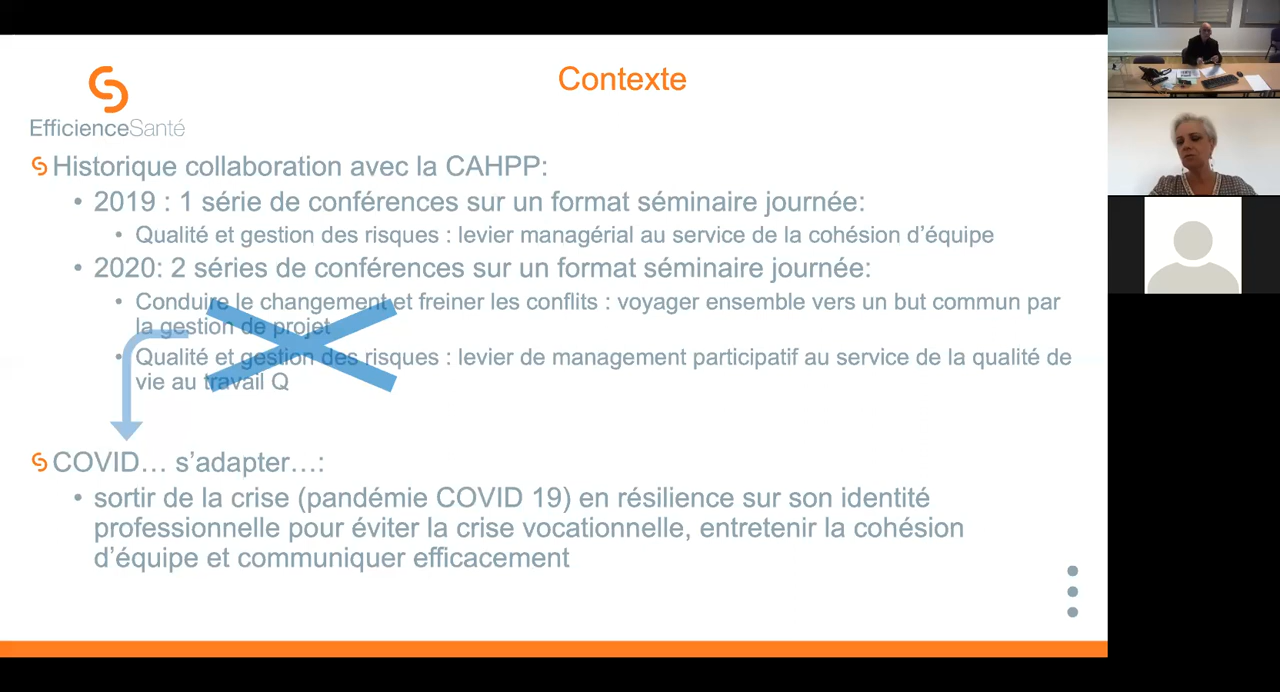 Contexte
EfficienceSanté
Historique collaboration avec la CAHPP:
• 2019 : 1 série de conférences sur un format séminaire journée:
• Qualité et gestion des risques : levier managérial au service de la cohésion d’équipe
• 2020: 2 séries de conférences sur un format séminaire journée:
• Conduire le changement et freiner les conflits : voyager ensemble vers un but commun par
la gestion de projet
• Qualité et gestion des risques : levier de management participatif au service de la qualité de
vie au travail Q
COVID… s’adapter…:
• sortir de la crise (pandémie COVID 19) en résilience sur son identité
professionnelle pour éviter la crise vocationnelle, entretenir la cohésion
d’équipe et communiquer efficacement